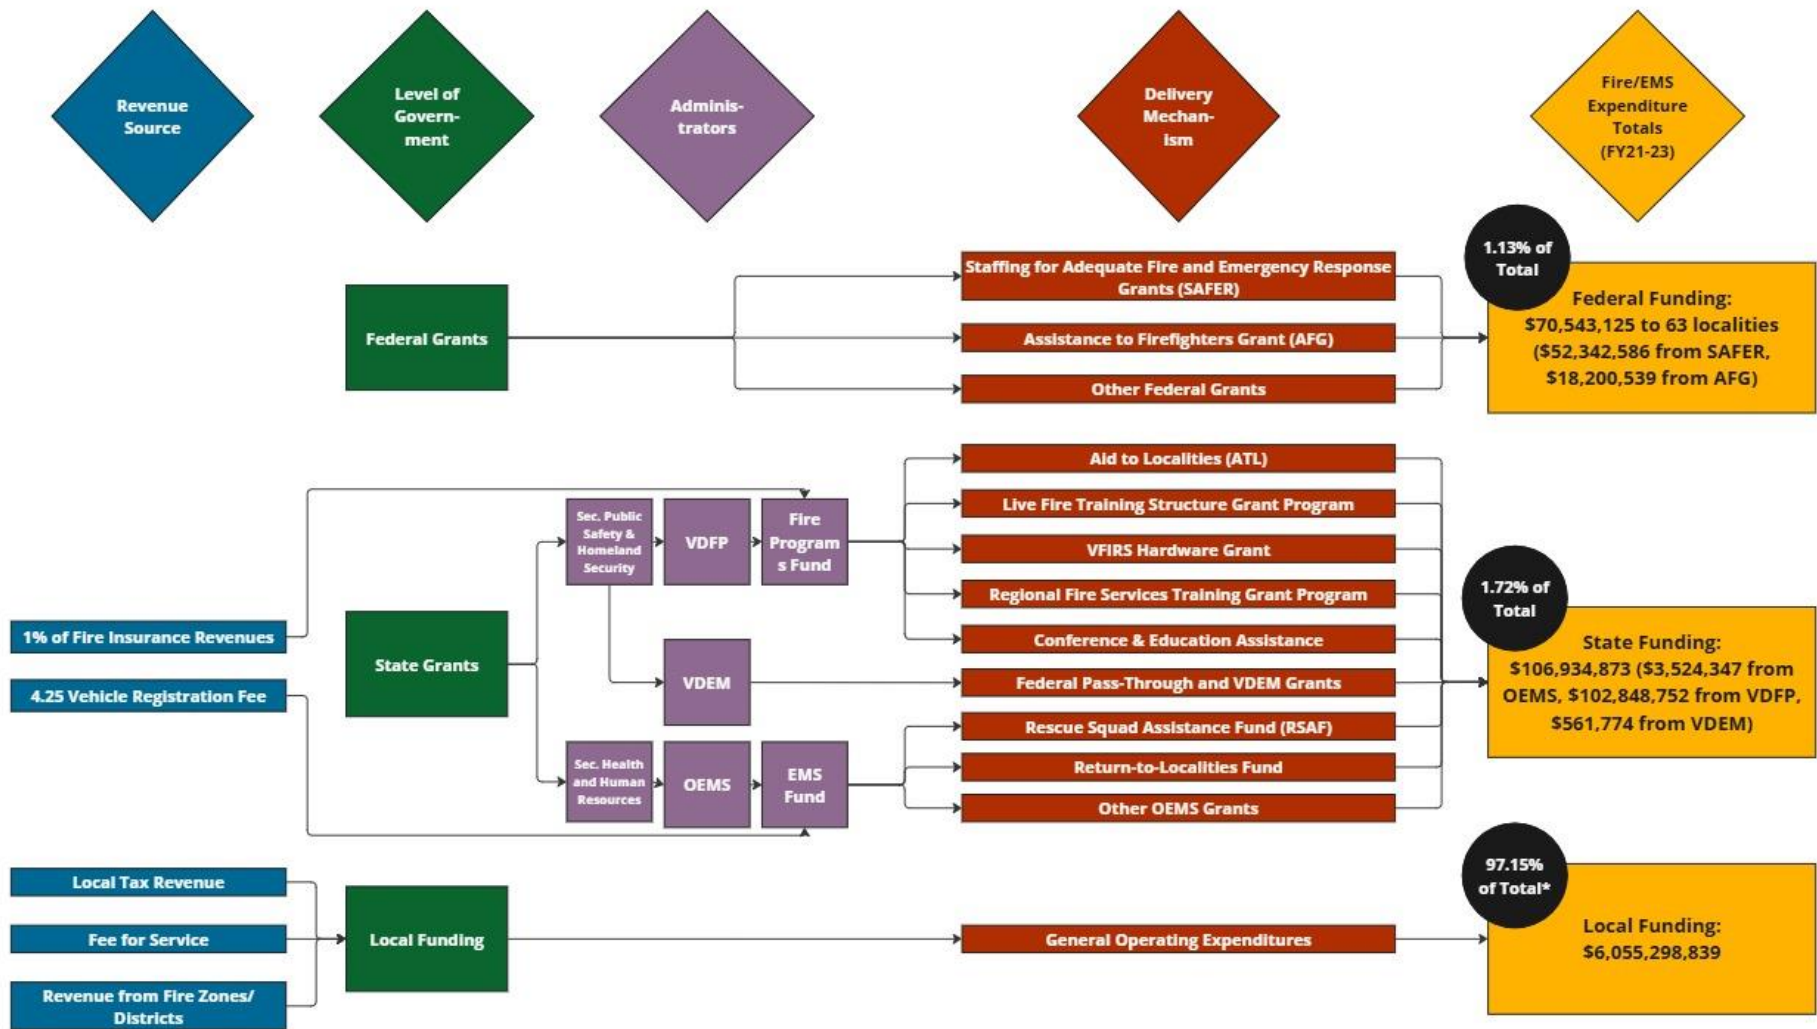 Revenue
Source
Level of
Govern-
ment
Adminis-
trators
Delivery
Mechan-
ism
Fire/EMS
Expenditure
Totals
(FY21-23)
Federal Grants
Staffing for Adequate Fire and Emergency Response
Grants (SAFER)
Assistance to Firefighters Grant (AFG)
Other Federal Grants
1.13% of
Total
Federal Funding:
$70,543,125 to 63 localities
($52,342,586 from SAFER,
$18,200,539 from AFG)
1% of Fire Insurance Revenues
4.25 Vehicle Registration Fee
State Grants
Sec. Public
Safety &
Homeland
Security
VDFP
Fire
Program
s Fund
VDEM
Sec. Health
and Human
Resources
OEMS
EMS
Fund
Aid to Localities (ATL)
Live Fire Training Structure Grant Program
VFIRS Hardware Grant
Regional Fire Services Training Grant Program
Conference & Education Assistance
Federal Pass-Through and VDEM Grants
Rescue Squad Assistance Fund (RSAF)
Return-to-Localities Fund
Other OEMS Grants
1.72% of
Total
State Funding:
$106,934,873 ($3,524,347 from
OEMS, $102,848,752 from VDFP,
$561,774 from VDEM)
Local Tax Revenue
Fee for Service
Revenue from Fire Zones/
Districts
Local Funding
General Operating Expenditures
97.15%
of Total*
Local Funding:
$6,055,298,839